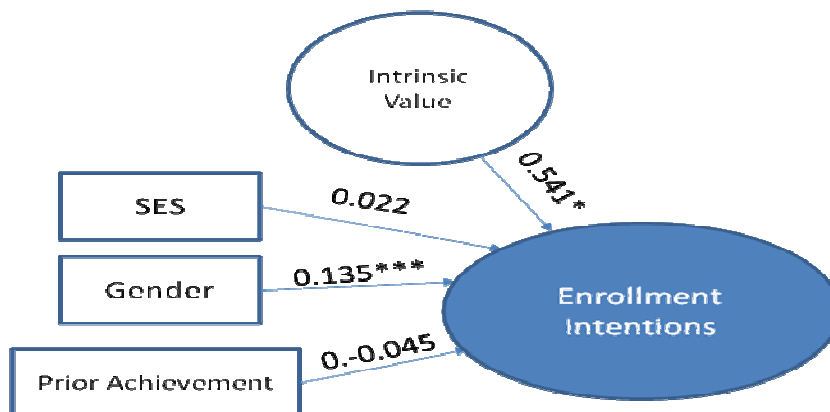 Intrinsic
Value
0.541*
SES
0.022
Gender
0.135***
Enrollment
Intentions
Prior Achievement
0.-0.045